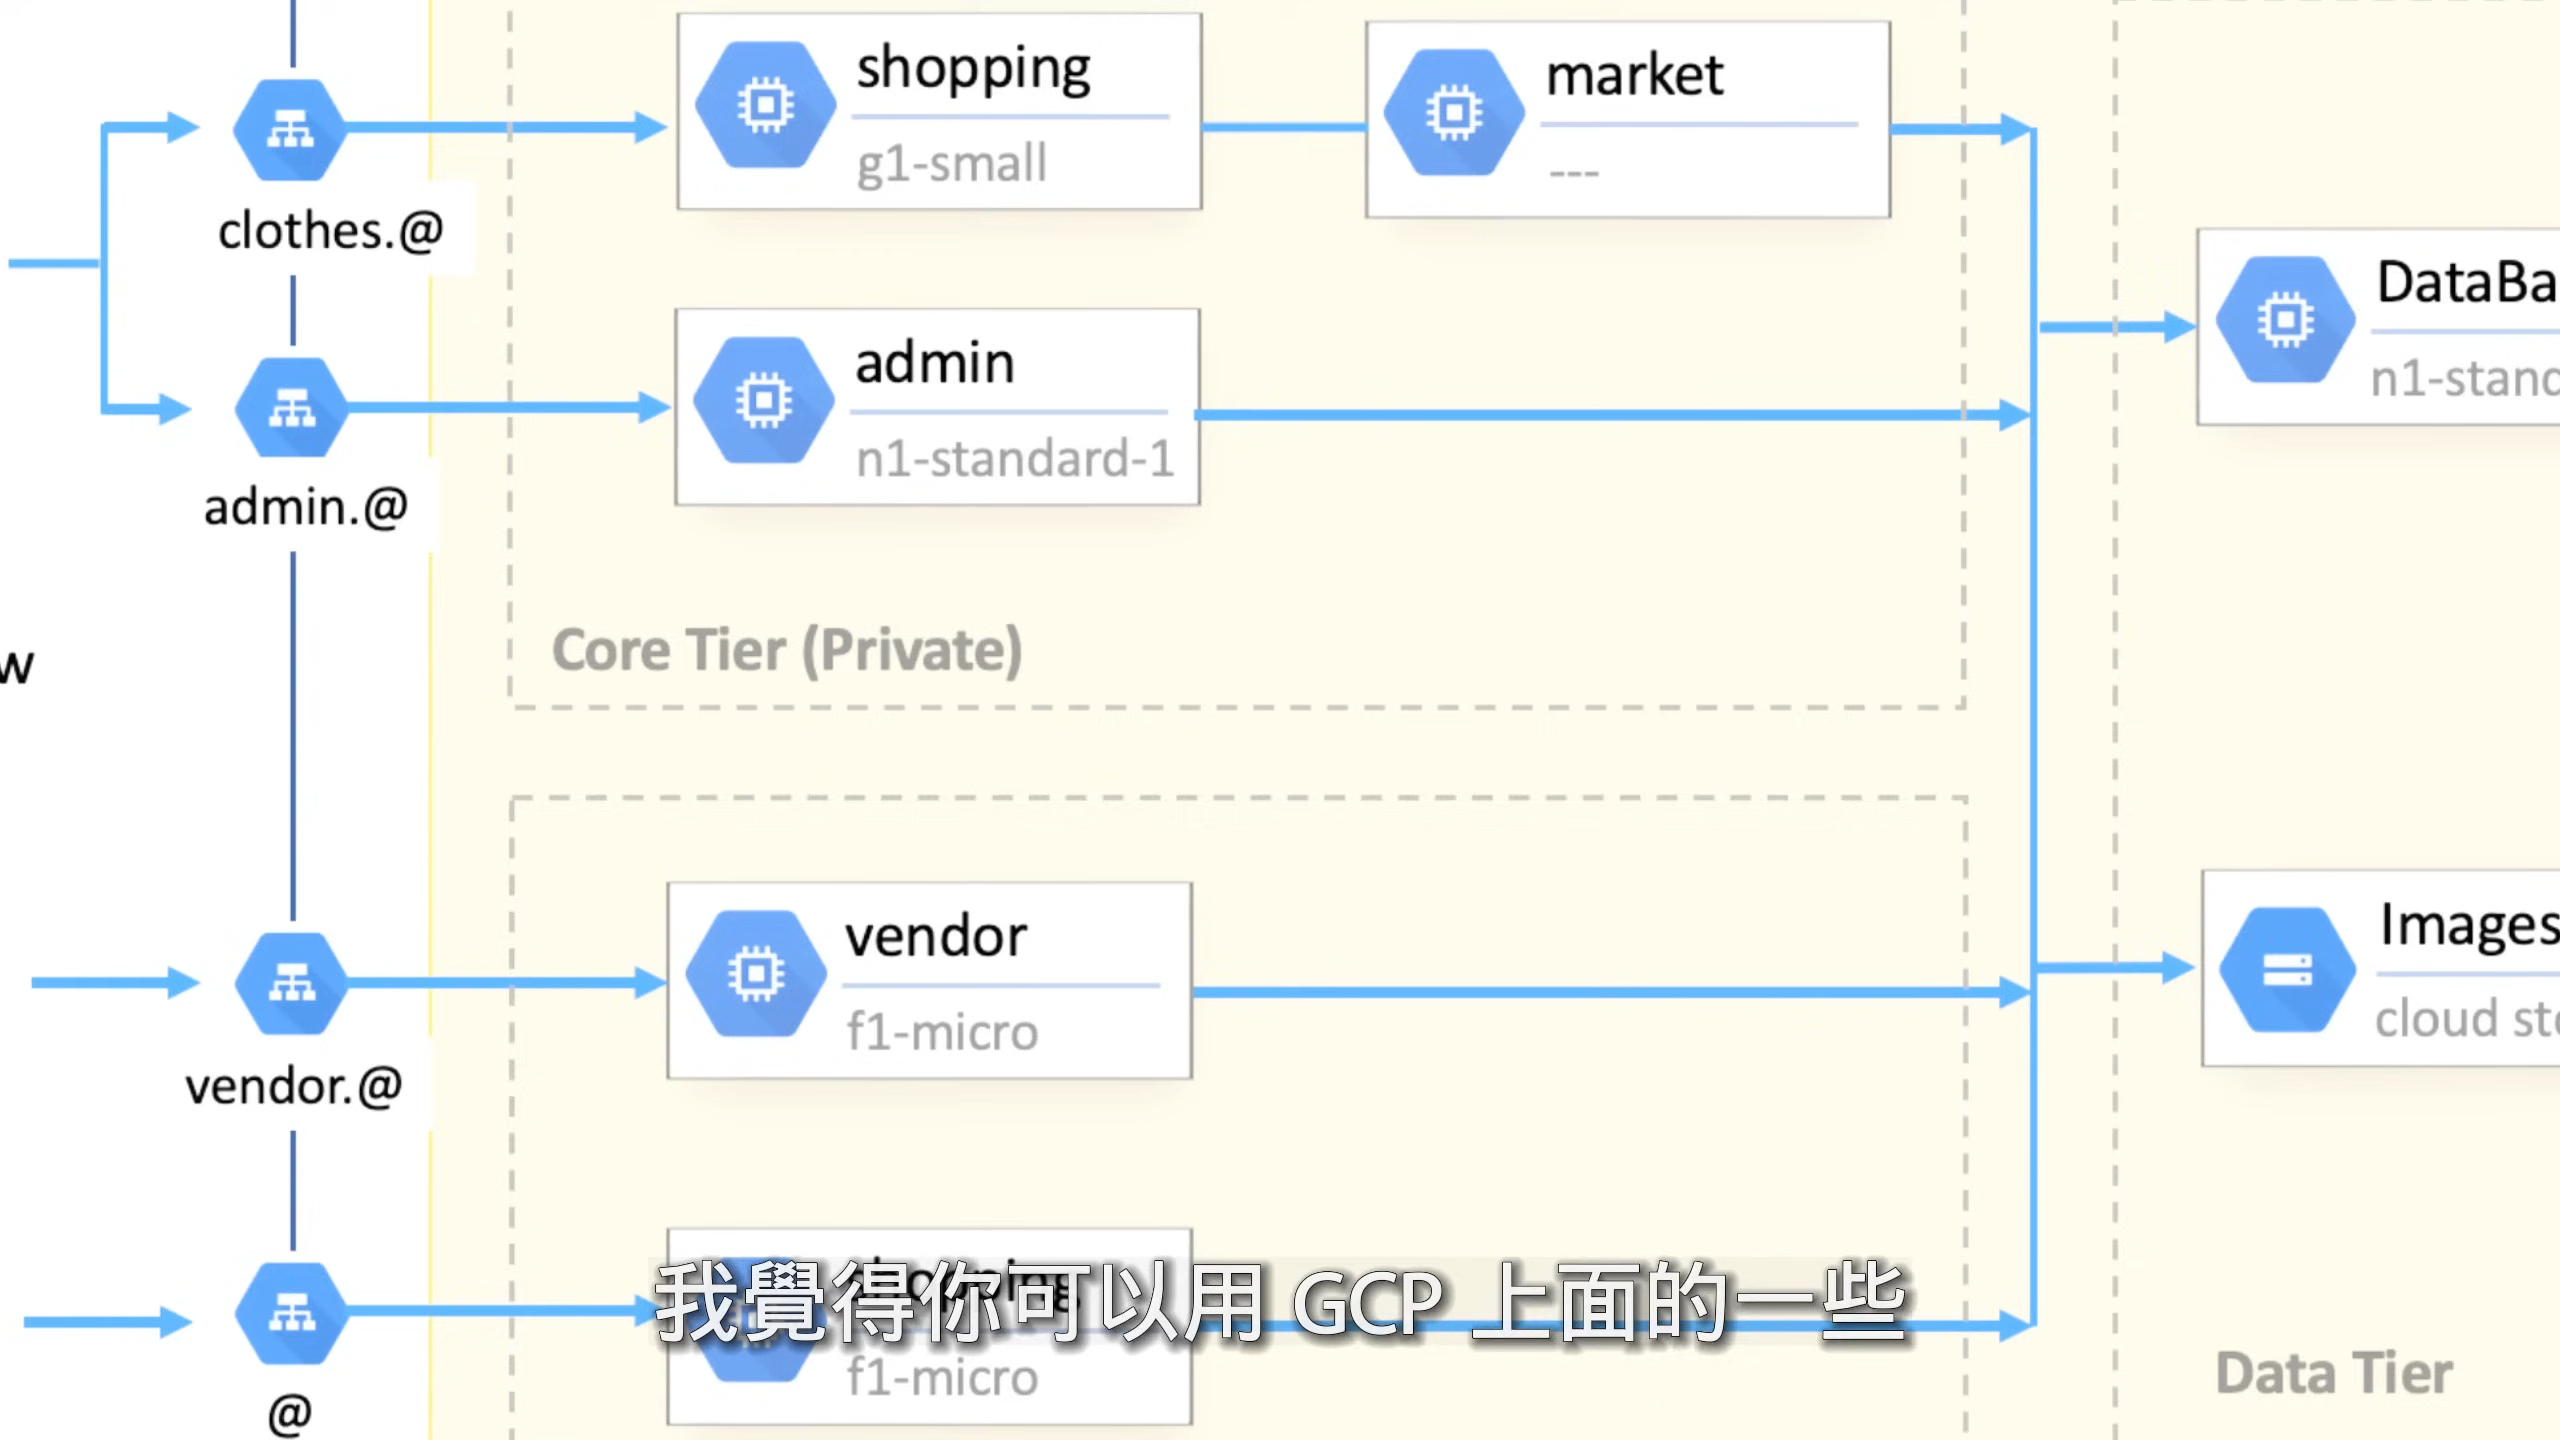 shopping
g1-small
market
---
clothes.@
DataBa
n1-stand
admin
n1-standard-1
admin.@
Core Tier (Private)
w
vendor
f1-micro
vendor.@
Images
cloud sto
shopping
f1-micro
我覺得你可以用 GCP 上面的一些
Data Tier
@